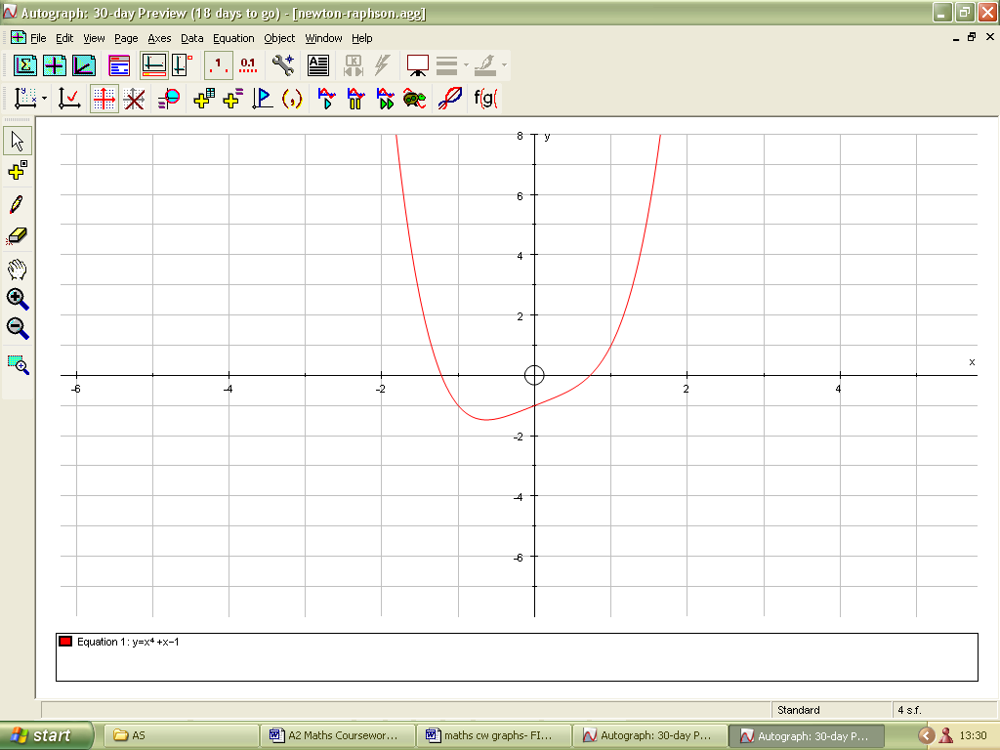 Autograph: 30-day Preview (18 days to go) - [newton-raphson.agg]
File Edit View Page Axes Data Equation Object Window Help
.1. 0.1
A K
f(g(
8 y
6
4
2
x
-6 -4 -2 2 4
-2
-4
-6
Equation 1: y=x⁴ +x−1
Standard 4 s.f.
start AS A2 Maths Coursewor... maths cw graphs- FI... Autograph: 30-day P... Autograph: 30-day P... 13:30